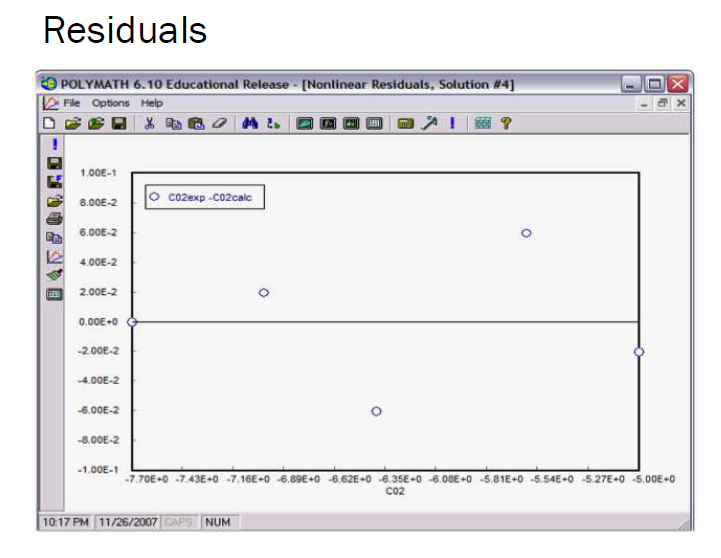 Residuals
POLYMATH 6.10 Educational Release - [Nonlinear Residuals, Solution #4]
File Options Help
1.00E-1
C02exp -C02calc
8.00E-2
6.00E-2
4.00E-2
2.00E-2
0.00E+0
-2.00E-2
-4.00E-2
-6.00E-2
-8.00E-2
-1.00E-1
-7.70E+0 -7.43E+0 -7.16E+0 -6.89E+0 -6.62E+0 -6.35E+0 -6.08E+0 -5.81E+0 -5.54E+0 -5.27E+0 -5.00E+0
C02
10:17 PM 11/26/2007 CAPS NUM